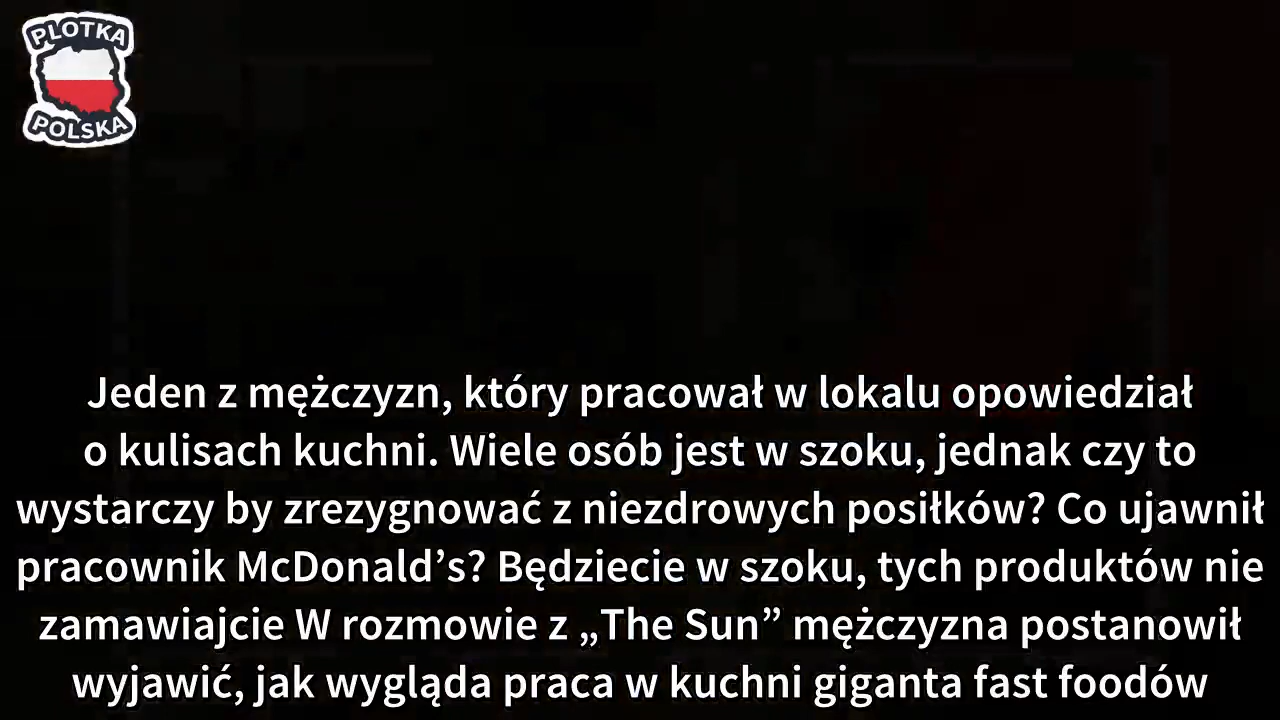 PLOTKA
POLSKA
Jeden z mężczyzn, który pracował w lokalu opowiedział
o kulisach kuchni. Wiele osób jest w szoku, jednak czy to
wystarczy by zrezygnować z niezdrowych posiłków? Co ujawnił
pracownik McDonald’s? Będziecie w szoku, tych produktów nie
zamawiajcie W rozmowie z „The Sun” mężczyzna postanowił
wyjawić, jak wygląda praca w kuchni giganta fast foodów